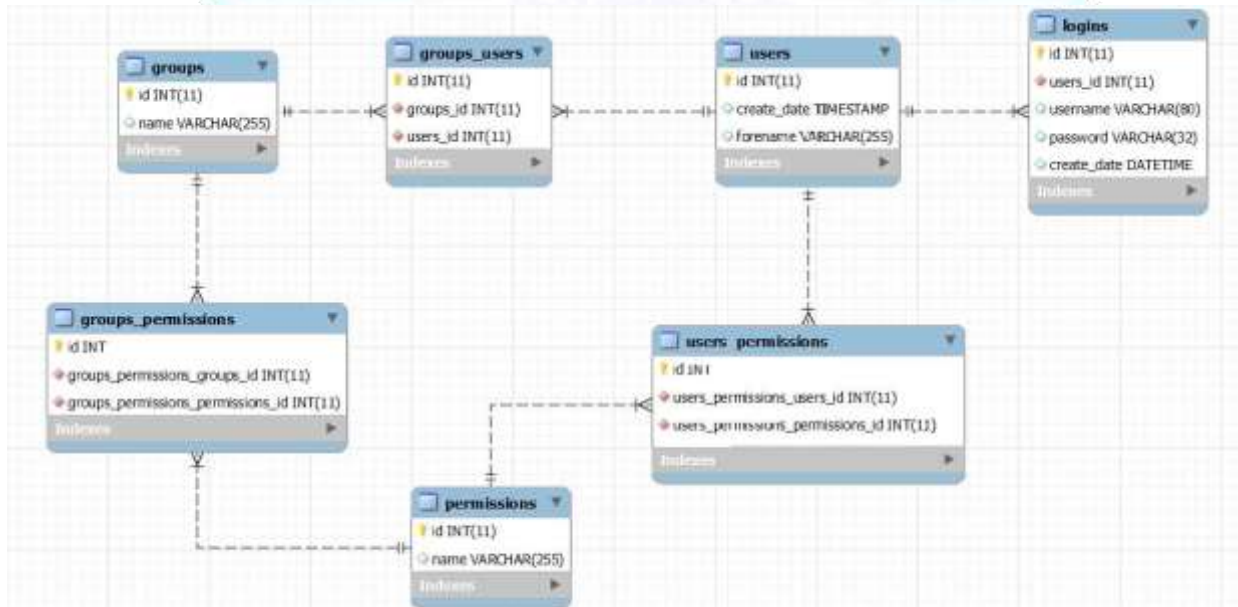 groups
id INT(11)
name VARCHAR(255)
Indexes
groups_users
id INT(11)
groups_id INT(11)
users_id INT(11)
Indexes
users
id INT(11)
create_date TIMESTAMP
forename VARCHAR(255)
Indexes
logins
id INT(11)
users_id INT(11)
username VARCHAR(80)
password VARCHAR(32)
create_date DATETIME
Indexes
groups_permissions
id INT
groups_permissions_groups_id INT(11)
groups_permissions_permissions_id INT(11)
Indexes
users_permissions
id INT
users_permissions_users_id INT(11)
users_permissions_permissions_id INT(11)
Indexes
permissions
id INT(11)
name VARCHAR(255)
Indexes